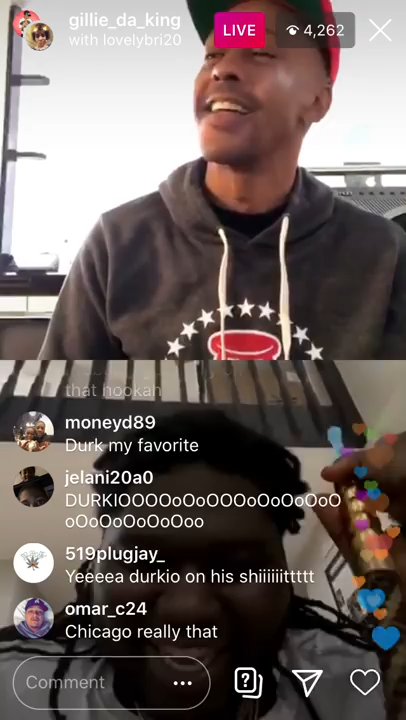 gillie_da_king
with lovelybri20
LIVE
4,262
that hookah
moneyd89
Durk my favorite
jelani20a0
DURKIOOOOoOoOOOoOoOoOoO
oOoOoOoOoOoo
519plugjay_
Yeeeea durkio on his shiiiiiittttt
omar_c24
Chicago really that
Comment